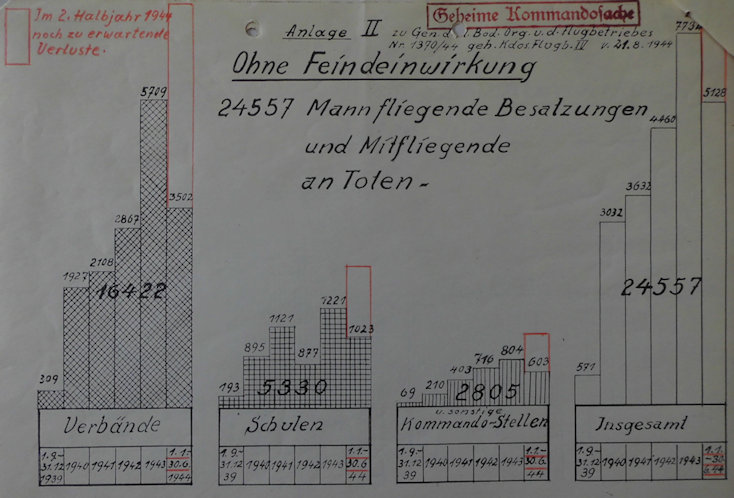 Im 2. Halbjahr 1944
noch zu erwartende
Verluste.
Geheime Kommandosache
Anlage II zu Gen. d. Bod. Org. u. d. Flugbetriebes
Nr. 1370/44 geh. Kdos. Flugb. IV v. 21.8.1944
Ohne Feindeinwirkung
24557 Mann fliegende Besatzungen
und Mitfliegende
an Toten -
309 1927 2108 2867 5709 3502
16422
Verbände
1.9.- 31.12 1939 1940 1941 1942 1943 1.1.- 30.6 1944
193 895 1121 877 1221 1023
5330
Schulen
1.9.- 31.12 39 1940 1941 1942 1943 1.1- 30.6 44
69 210 403 716 804 603
2805
u. sonstige
Kommando-Stellen
1.9.- 31.12 39 1940 1941 1942 1943 1.1- 30.6. 44
571 3032 3632 4460 7734 5128
24557
Insgesamt
1.9.- 31.12 39 1940 1941 1942 1943 1.1. -30. 6.44